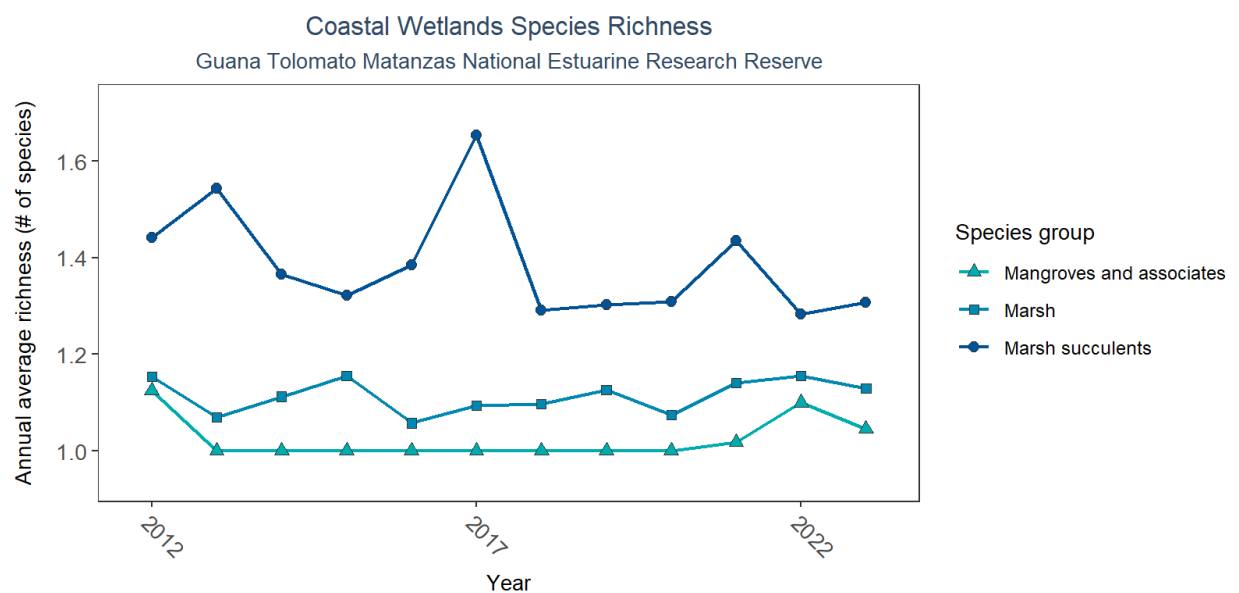 Coastal Wetlands Species Richness
Guana Tolomato Matanzas National Estuarine Research Reserve
Annual average richness (# of species)
1.6
1.4
1.2
1.0
2012
2017
2022
Year
Species group
Mangroves and associates
Marsh
Marsh succulents